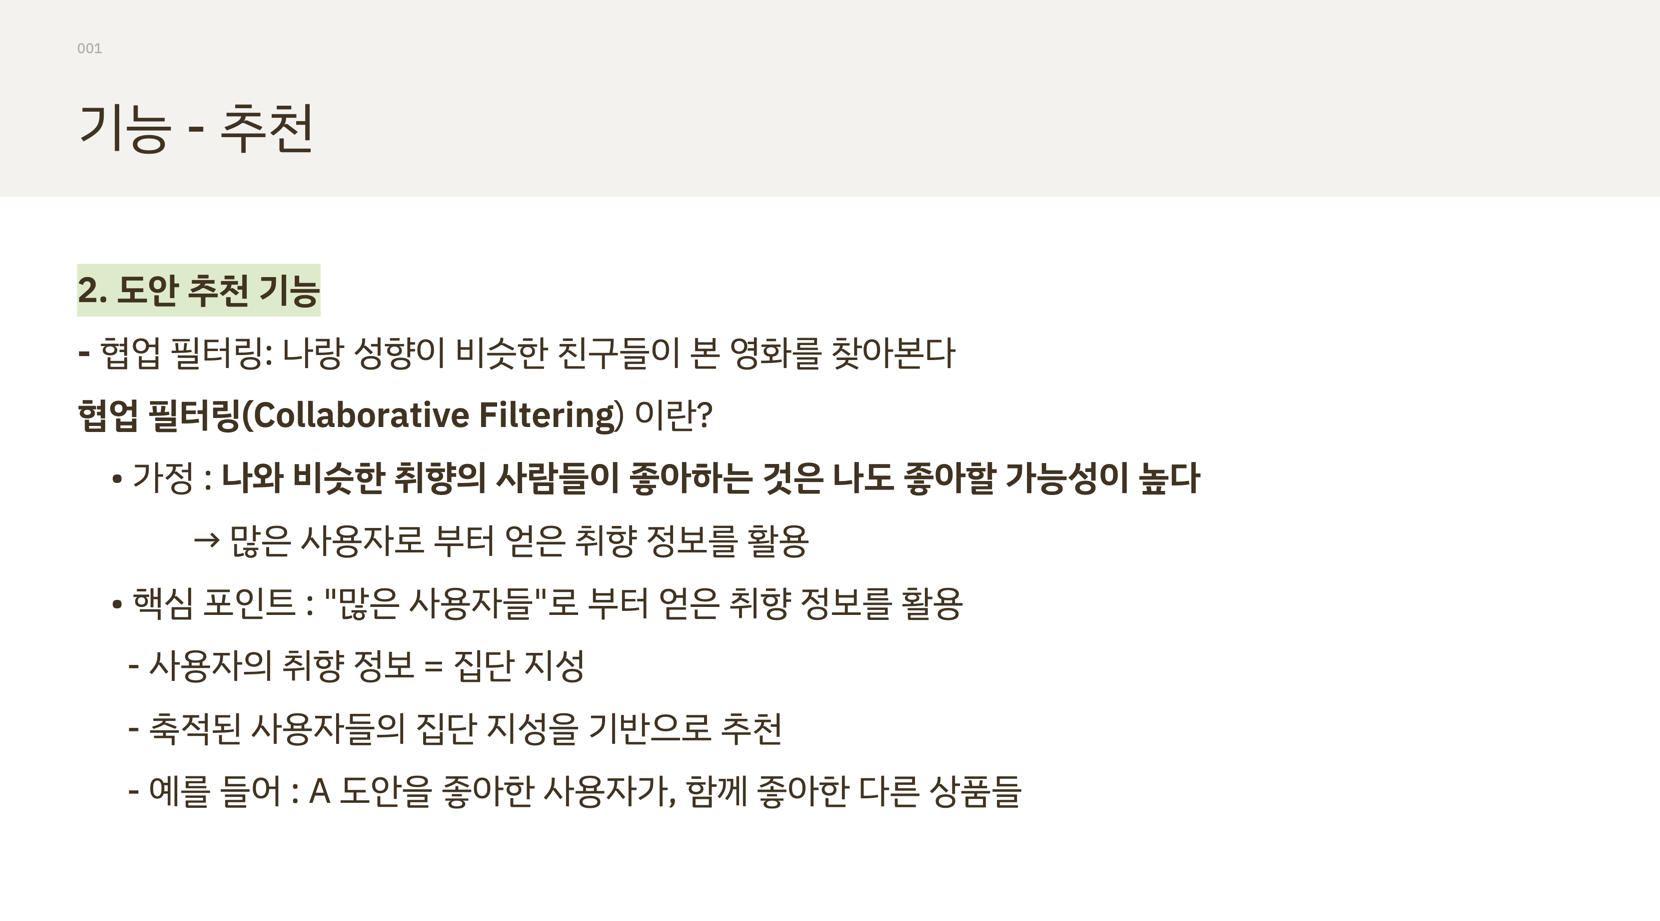 001
기능 - 추천
2. 도안 추천 기능
- 협업 필터링: 나랑 성향이 비슷한 친구들이 본 영화를 찾아본다
협업 필터링(Collaborative Filtering) 이란?
• 가정 : 나와 비슷한 취향의 사람들이 좋아하는 것은 나도 좋아할 가능성이 높다
→ 많은 사용자로 부터 얻은 취향 정보를 활용
• 핵심 포인트 : "많은 사용자들"로 부터 얻은 취향 정보를 활용
- 사용자의 취향 정보 = 집단 지성
- 축적된 사용자들의 집단 지성을 기반으로 추천
- 예를 들어 : A 도안을 좋아한 사용자가, 함께 좋아한 다른 상품들